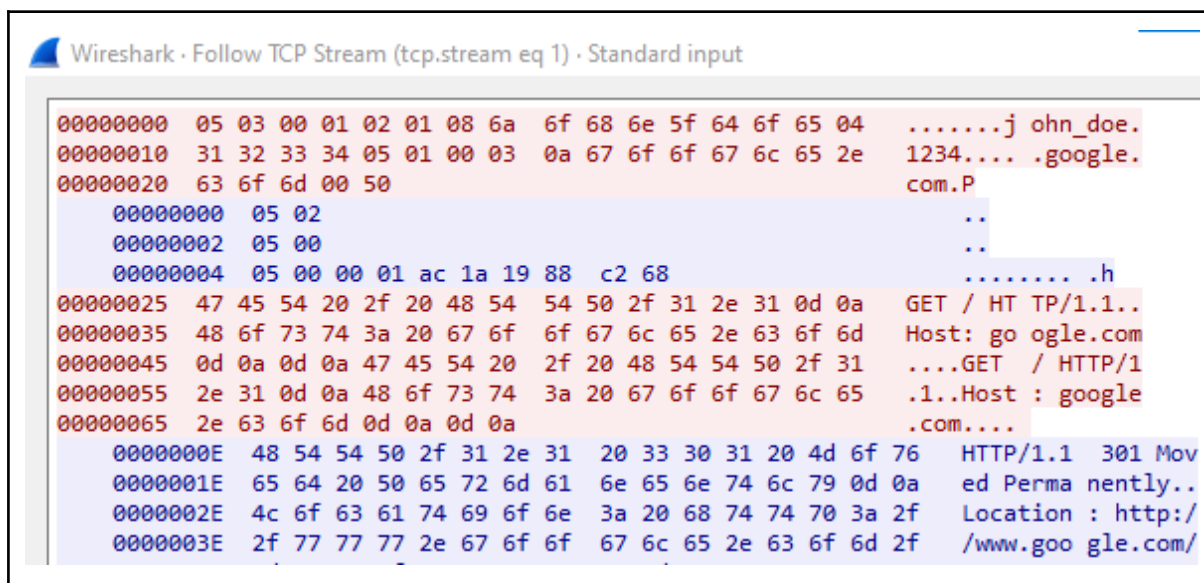 Wireshark · Follow TCP Stream (tcp.stream eq 1) · Standard input
00000000 05 03 00 01 02 01 08 6a 6f 68 6e 5f 64 6f 65 04 .......j ohn_doe.
00000010 31 32 33 34 05 01 00 03 0a 67 6f 6f 67 6c 65 2e 1234.... .google.
00000020 63 6f 6d 00 50 com.P
00000000 05 02 ..
00000002 05 00 ..
00000004 05 00 00 01 ac 1a 19 88 c2 68 ........ .h
00000025 47 45 54 20 2f 20 48 54 54 50 2f 31 2e 31 0d 0a GET / HT TP/1.1..
00000035 48 6f 73 74 3a 20 67 6f 6f 67 6c 65 2e 63 6f 6d Host: go ogle.com
00000045 0d 0a 0d 0a 47 45 54 20 2f 20 48 54 54 50 2f 31 ....GET / HTTP/1
00000055 2e 31 0d 0a 48 6f 73 74 3a 20 67 6f 6f 67 6c 65 .1..Host : google
00000065 2e 63 6f 6d 0d 0a 0d 0a .com....
0000000E 48 54 54 50 2f 31 2e 31 20 33 30 31 20 4d 6f 76 HTTP/1.1 301 Mov
0000001E 65 64 20 50 65 72 6d 61 6e 65 6e 74 6c 79 0d 0a ed Perma nently..
0000002E 4c 6f 63 61 74 69 6f 6e 3a 20 68 74 74 70 3a 2f Location : http:/
0000003E 2f 77 77 77 2e 67 6f 6f 67 6c 65 2e 63 6f 6d 2f /www.goo gle.com/